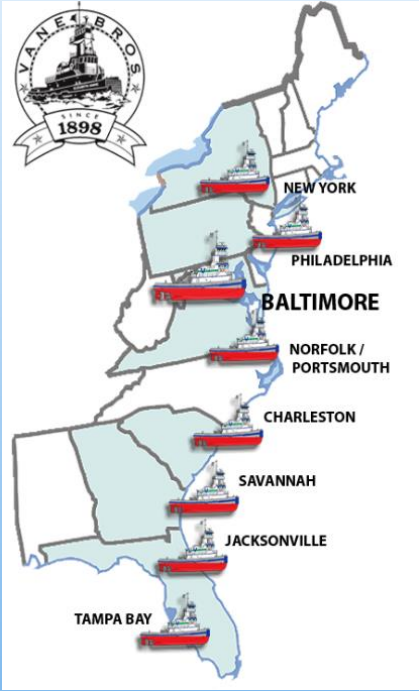 VANE BROS
SINCE
1898
NEW YORK
PHILADELPHIA
BALTIMORE
NORFOLK /
PORTSMOUTH
CHARLESTON
SAVANNAH
JACKSONVILLE
TAMPA BAY